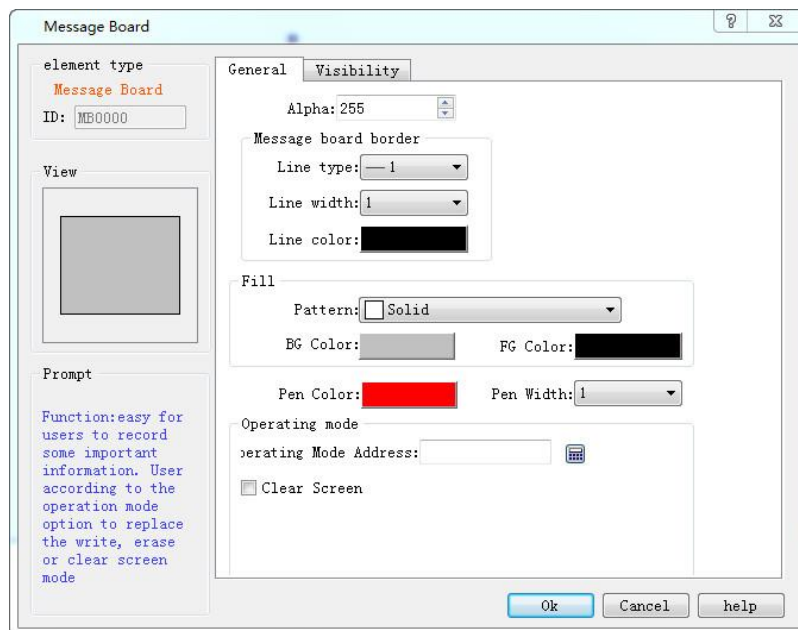 Message Board
element type
Message Board
ID: MB0000
View
Prompt
Function:easy for
users to record
some important
information. User
according to the
operation mode
option to replace
the write, erase
or clear screen
mode
General Visibility
Alpha: 255
Message board border
Line type: 1
Line width: 1
Line color:
Fill
Pattern: Solid
BG Color: FG Color:
Pen Color: Pen Width: 1
Operating mode
perating Mode Address:
Clear Screen
Ok Cancel help